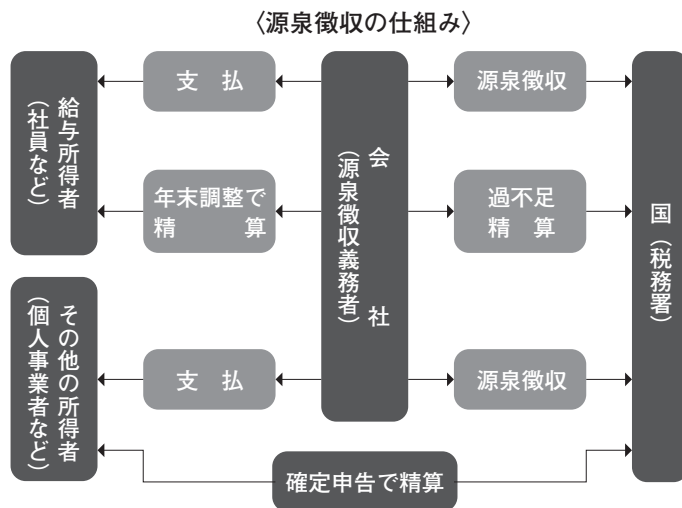 〈源泉徴収の仕組み〉
給与所得者
（社員など）
支　払
会　　社
（源泉徴収義務者）
源泉徴収
国（税務署）
年末調整で
精　　算
過不足
精　算
その他の所得者
（個人事業者など）
支　払
源泉徴収
確定申告で精算